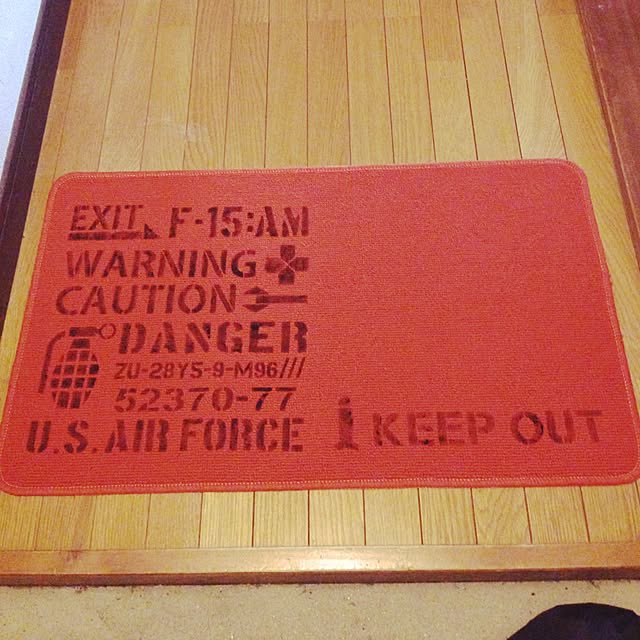 EXIT F-15:AM
WARNING
CAUTION
DANGER
ZU-28YS-9-M96///
52370-77
U.S. AIR FORCE
KEEP OUT